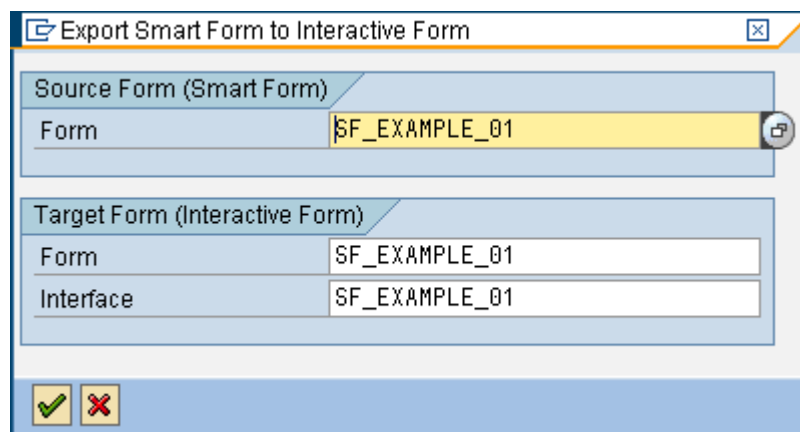 Export Smart Form to Interactive Form
Source Form (Smart Form)
Form SF_EXAMPLE_01
Target Form (Interactive Form)
Form SF_EXAMPLE_01
Interface SF_EXAMPLE_01